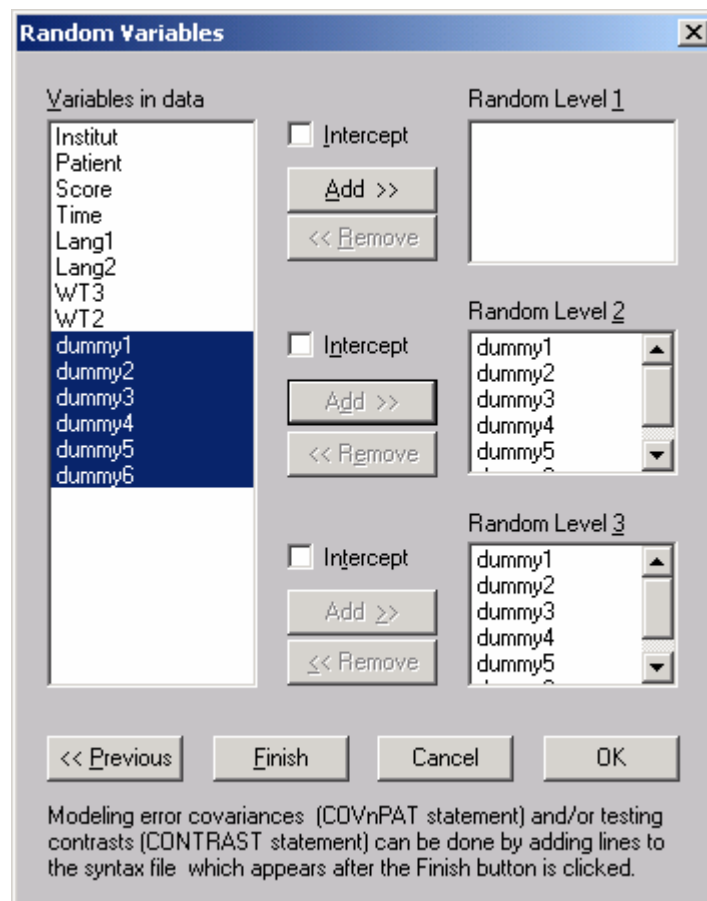 Random Variables
Variables in data
Institut
Patient
Score
Time
Lang1
Lang2
WT3
WT2
dummy1
dummy2
dummy3
dummy4
dummy5
dummy6
Intercept
Add >>
<< Remove
Random Level 1
Intercept
Add >>
<< Remove
Random Level 2
dummy1
dummy2
dummy3
dummy4
dummy5
Intercept
Add >>
<< Remove
Random Level 3
dummy1
dummy2
dummy3
dummy4
dummy5
<< Previous
Finish
Cancel
OK
Modeling error covariances (COVnPAT statement) and/or testing
contrasts (CONTRAST statement) can be done by adding lines to
the syntax file which appears after the Finish button is clicked.